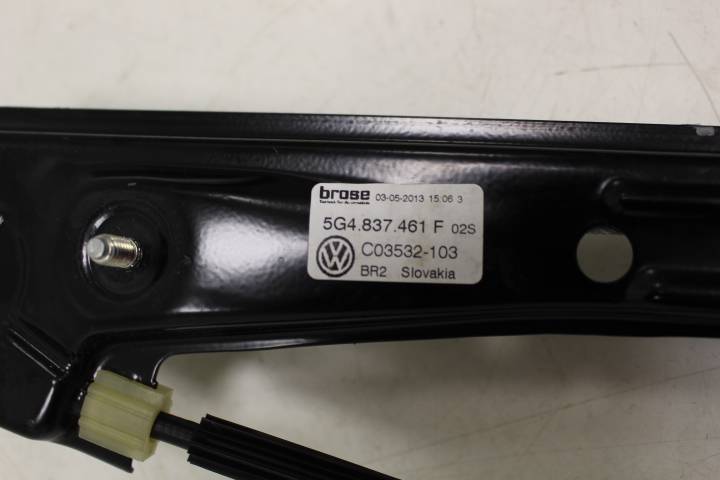 brose 03-05-2013 15:06 3
5G4.837.461 F 02S
C03532-103
BR2 Slovakia